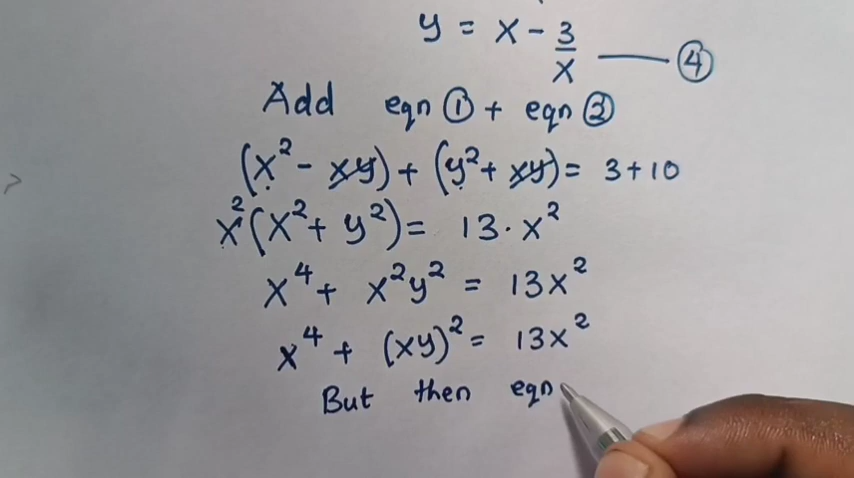 y = x - 3/x —— ④
Add eqn ① + eqn ②
(x² - xy) + (y² + xy) = 3 + 10
x²(x² + y²) = 13 · x²
x⁴ + x²y² = 13x²
x⁴ + (xy)² = 13x²
But then eqn